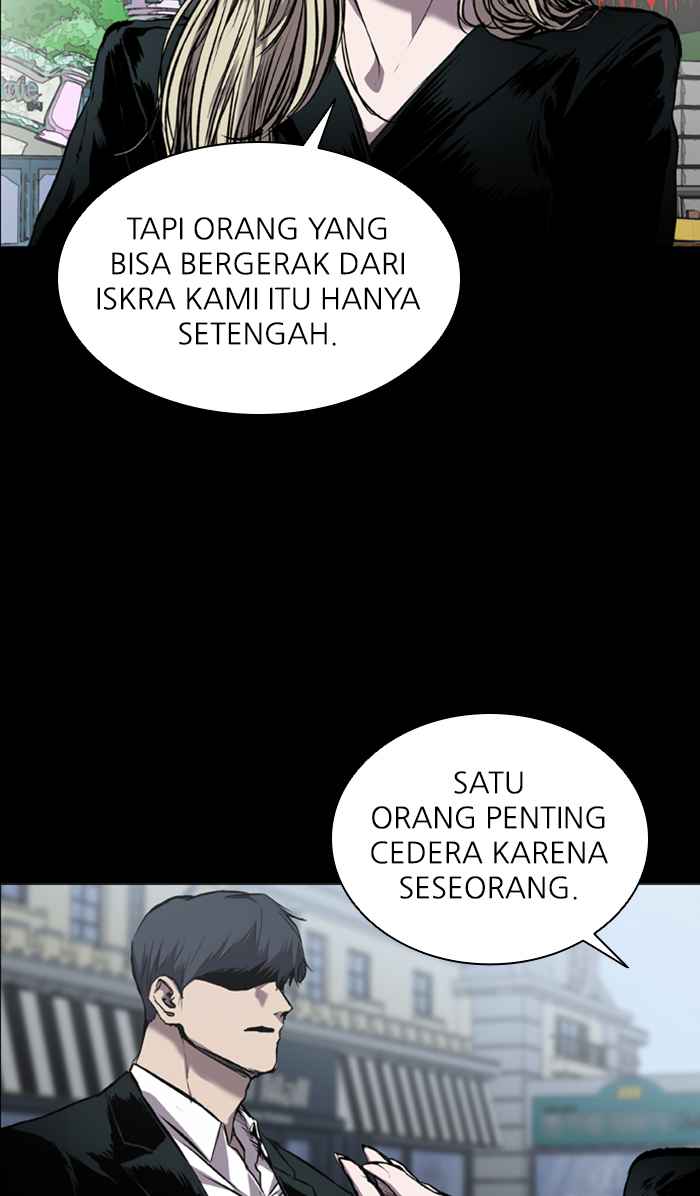 TAPI ORANG YANG
BISA BERGERAK DARI
ISKRA KAMI ITU HANYA
SETENGAH.
SATU
ORANG PENTING
CEDERA KARENA
SESEORANG.